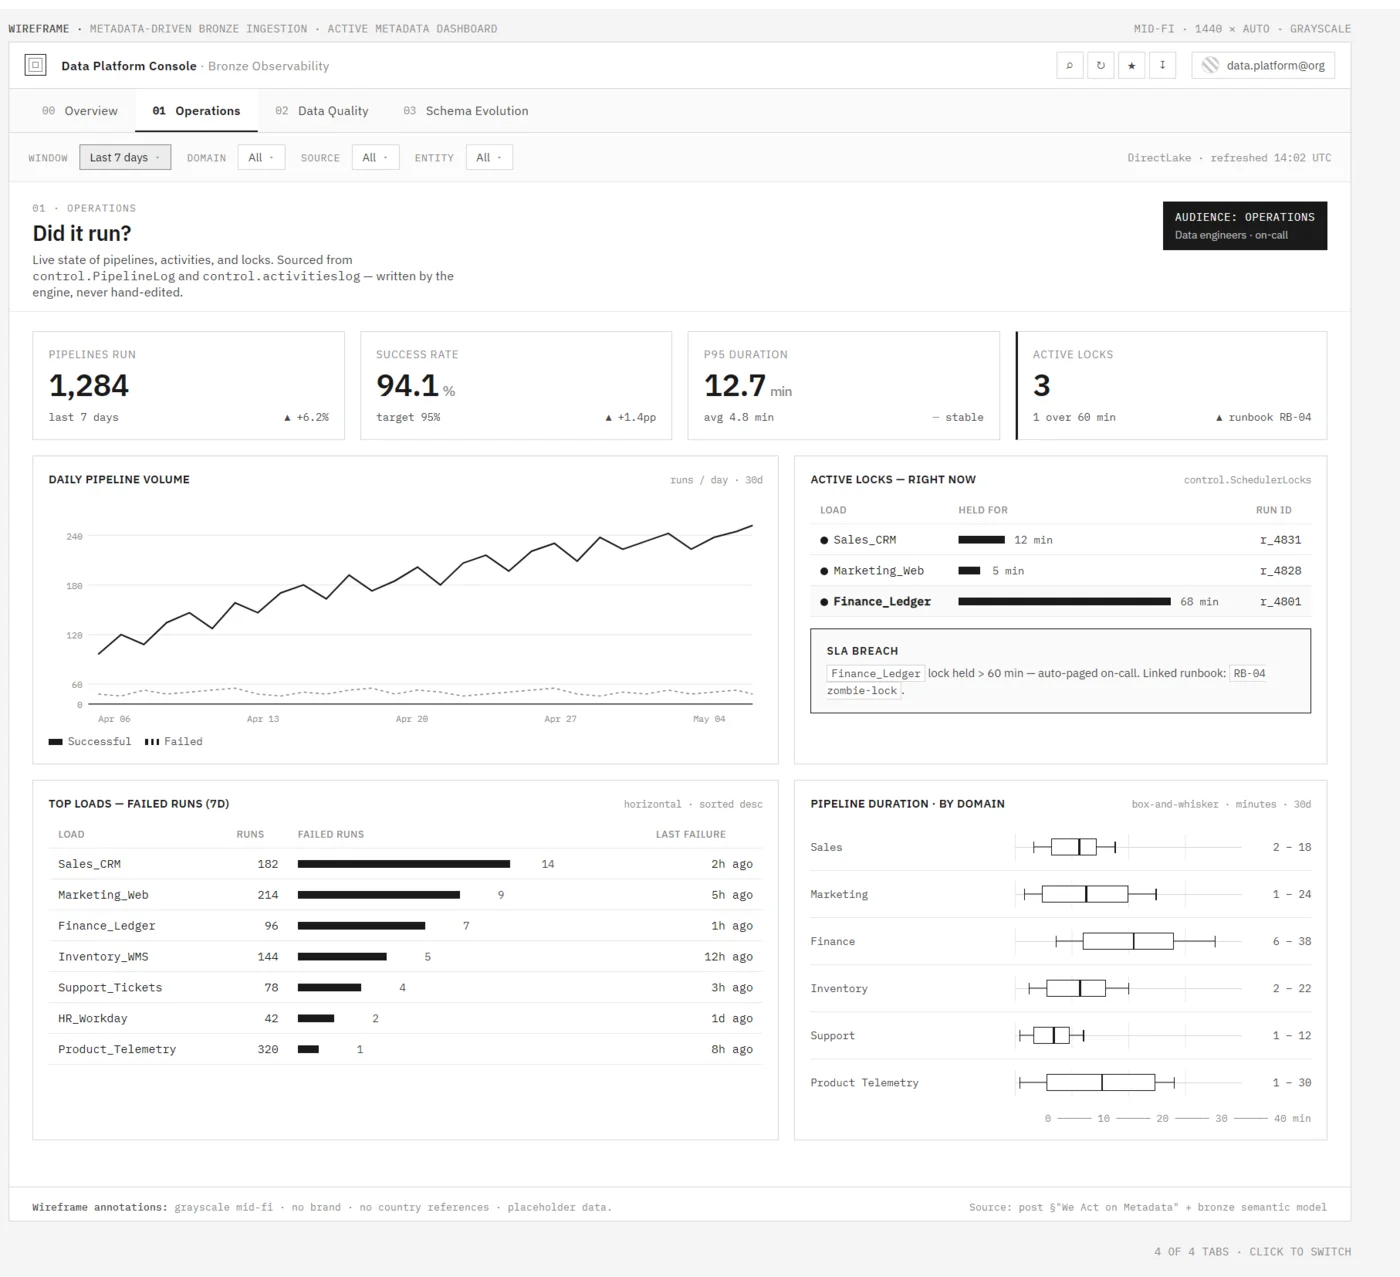 WIREFRAME · METADATA-DRIVEN BRONZE INGESTION · ACTIVE METADATA DASHBOARD
MID-FI · 1440 × AUTO · GRAYSCALE
Data Platform Console · Bronze Observability
data.platform@org
00 Overview
01 Operations
02 Data Quality
03 Schema Evolution
WINDOW Last 7 days · DOMAIN All · SOURCE All · ENTITY All ·
DirectLake · refreshed 14:02 UTC
01 · OPERATIONS
Did it run?
Live state of pipelines, activities, and locks. Sourced from
control.PipelineLog and control.activitieslog — written by the
engine, never hand-edited.
AUDIENCE: OPERATIONS
Data engineers · on-call
PIPELINES RUN
1,284
last 7 days ▲ +6.2%
SUCCESS RATE
94.1 %
target 95% ▲ +1.4pp
P95 DURATION
12.7 min
avg 4.8 min — stable
ACTIVE LOCKS
3
1 over 60 min ▲ runbook RB-04
DAILY PIPELINE VOLUME runs / day · 30d
240
180
120
60
0
Apr 06 Apr 13 Apr 20 Apr 27 May 04
Successful Failed
ACTIVE LOCKS — RIGHT NOW control.SchedulerLocks
LOAD HELD FOR RUN ID
Sales_CRM 12 min r_4831
Marketing_Web 5 min r_4828
Finance_Ledger 68 min r_4801
SLA BREACH
Finance_Ledger lock held > 60 min — auto-paged on-call. Linked runbook: RB-04
zombie-lock .
TOP LOADS — FAILED RUNS (7D) horizontal · sorted desc
LOAD RUNS FAILED RUNS LAST FAILURE
Sales_CRM 182 14 2h ago
Marketing_Web 214 9 5h ago
Finance_Ledger 96 7 1h ago
Inventory_WMS 144 5 12h ago
Support_Tickets 78 4 3h ago
HR_Workday 42 2 1d ago
Product_Telemetry 320 1 8h ago
PIPELINE DURATION · BY DOMAIN box-and-whisker · minutes · 30d
Sales 2 – 18
Marketing 1 – 24
Finance 6 – 38
Inventory 2 – 22
Support 1 – 12
Product Telemetry 1 – 30
0 10 20 30 40 min
Wireframe annotations: grayscale mid-fi · no brand · no country references · placeholder data.
Source: post §"We Act on Metadata" + bronze semantic model
4 OF 4 TABS · CLICK TO SWITCH